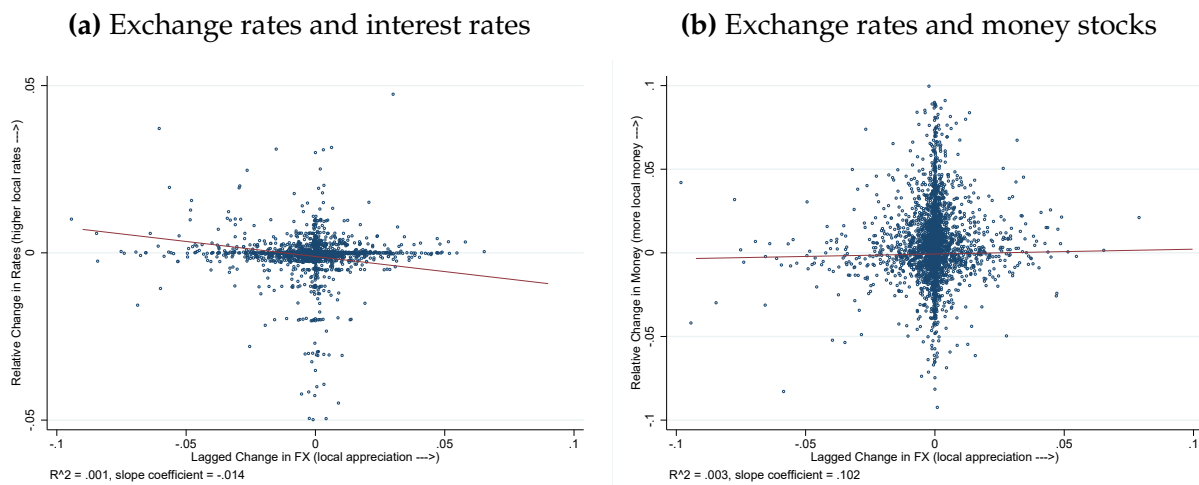 (a) Exchange rates and interest rates
(b) Exchange rates and money stocks
Relative Change in Rates (higher local rates --->)
.05
0
-.05
-.1
-.05
0
.05
.1
Lagged Change in FX (local appreciation --->)
R^2 = .001, slope coefficient = -.014
Relative Change in Money (more local money --->)
.1
.05
0
-.05
-.1
-.1
-.05
0
.05
.1
Lagged Change in FX (local appreciation --->)
R^2 = .003, slope coefficient = .102